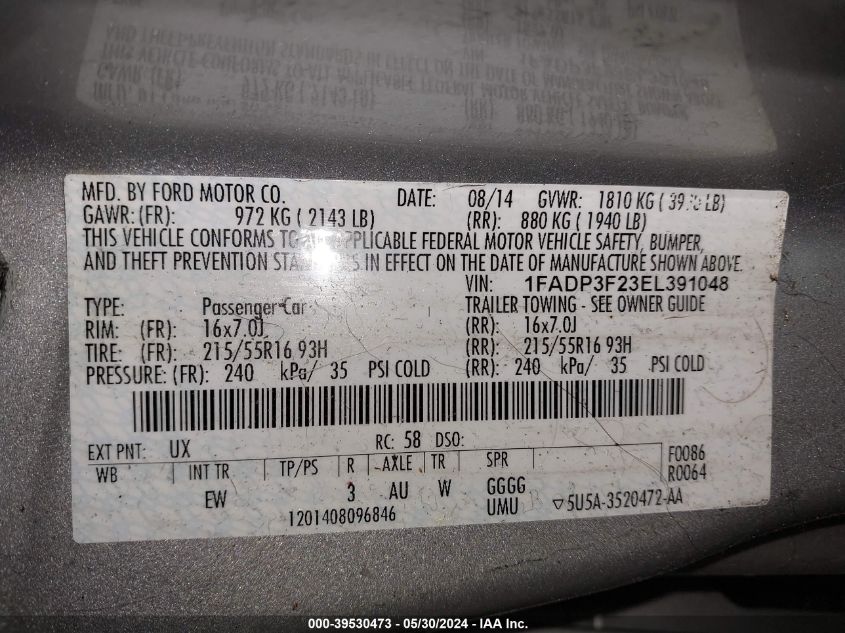 MFD. BY FORD MOTOR CO. DATE: 08/14 GVWR: 1810 KG
GAWR: (FR): 972 KG ( 2143 LB) (RR): 880 KG ( 1940 LB)
THIS VEHICLE CONFORMS TO APPLICABLE FEDERAL MOTOR VEHICLE SAFETY, BUMPER,
AND THEFT PREVENTION IN EFFECT ON THE DATE OF MANUFACTURE SHOWN ABOVE.
VIN: 1FADP3F23EL391048
TYPE: Passenger Car TRAILER TOWING - SEE OWNER GUIDE
RIM: (FR): 16x7.0J (RR): 16x7.0J
TIRE: (FR): 215/55R16 93H (RR): 215/55R16 93H
PRESSURE: (FR): 240 kPa/ 35 PSI COLD (RR): 240 kPa/ 35 PSI COLD
EXT PNT: UX RC: 58 DSO: F0086
WB INT TR TP/PS R AXLE TR SPR R0064
EW 3 AU W GGGG
1201408096846 UMU ▽5U5A-3520472-AA
000-39530473 - 05/30/2024 - IAA Inc.